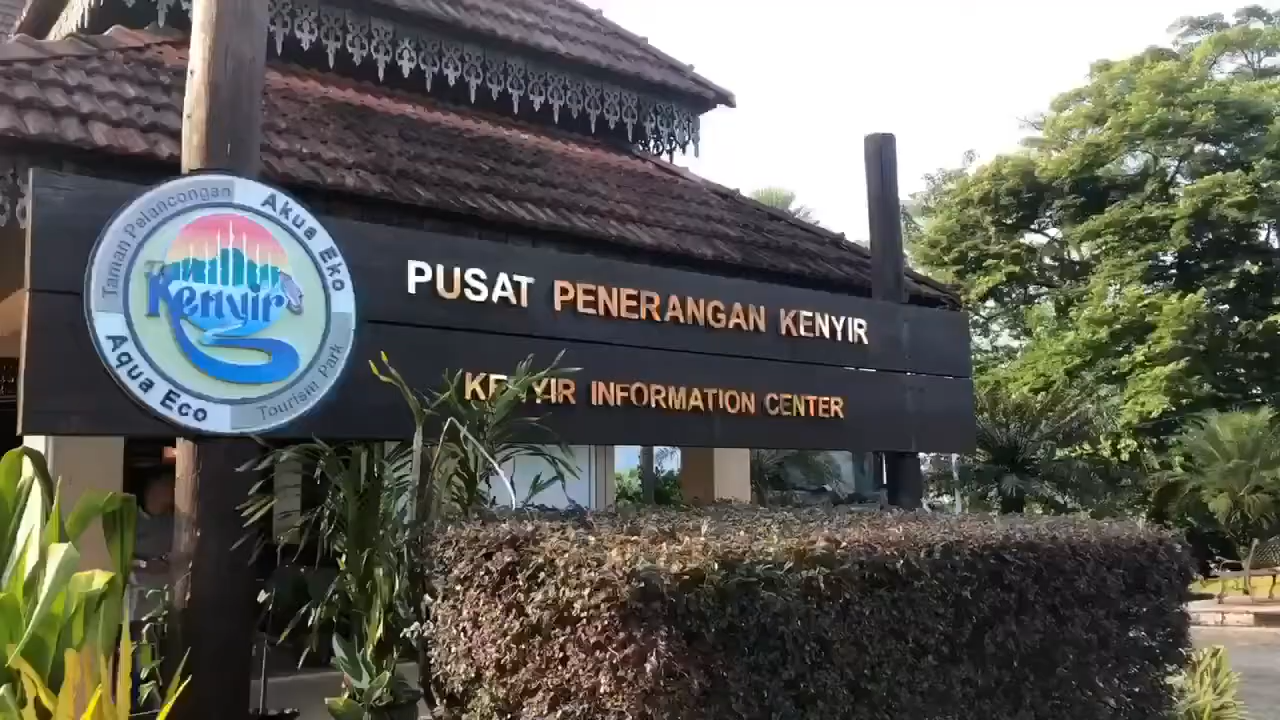 Taman Pelancongan
Akua Eko
Kenyir
Aqua Eco
Tourism Park
PUSAT PENERANGAN KENYIR
KENYIR INFORMATION CENTER